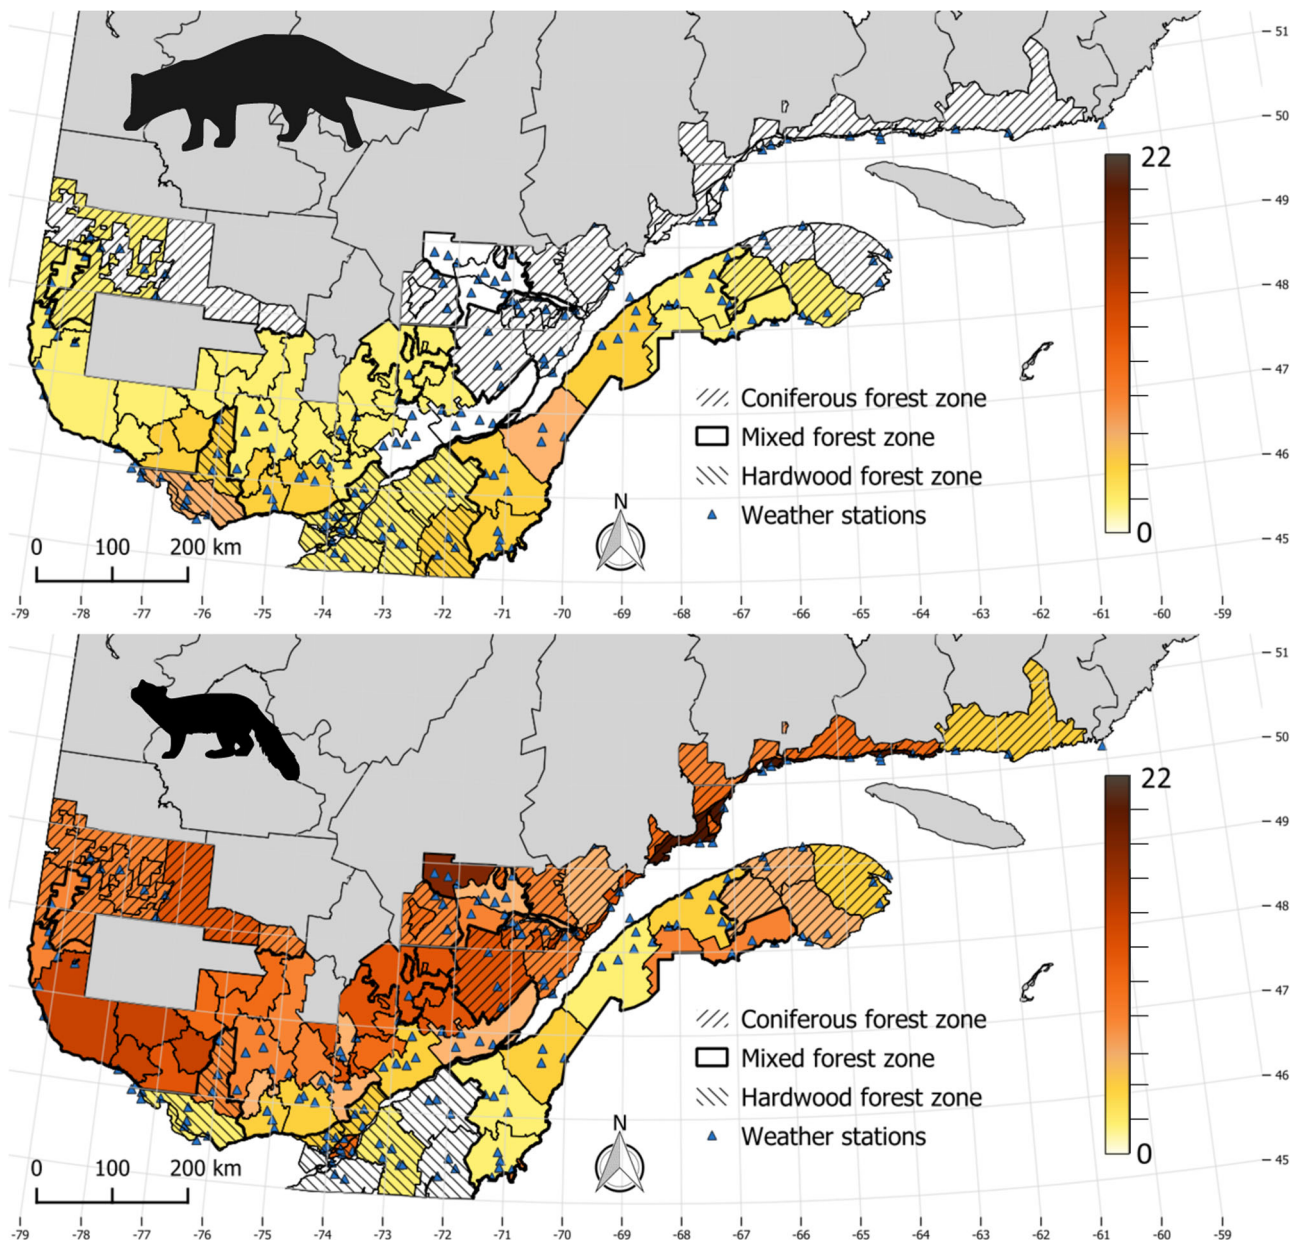 51
50
49
48
47
46
45
22
0
Coniferous forest zone
Mixed forest zone
Hardwood forest zone
Weather stations
N
0 100 200 km
-79 -78 -77 -76 -75 -74 -73 -72 -71 -70 -69 -68 -67 -66 -65 -64 -63 -62 -61 -60 -59
51
50
49
48
47
46
45
22
0
Coniferous forest zone
Mixed forest zone
Hardwood forest zone
Weather stations
N
0 100 200 km
-79 -78 -77 -76 -75 -74 -73 -72 -71 -70 -69 -68 -67 -66 -65 -64 -63 -62 -61 -60 -59